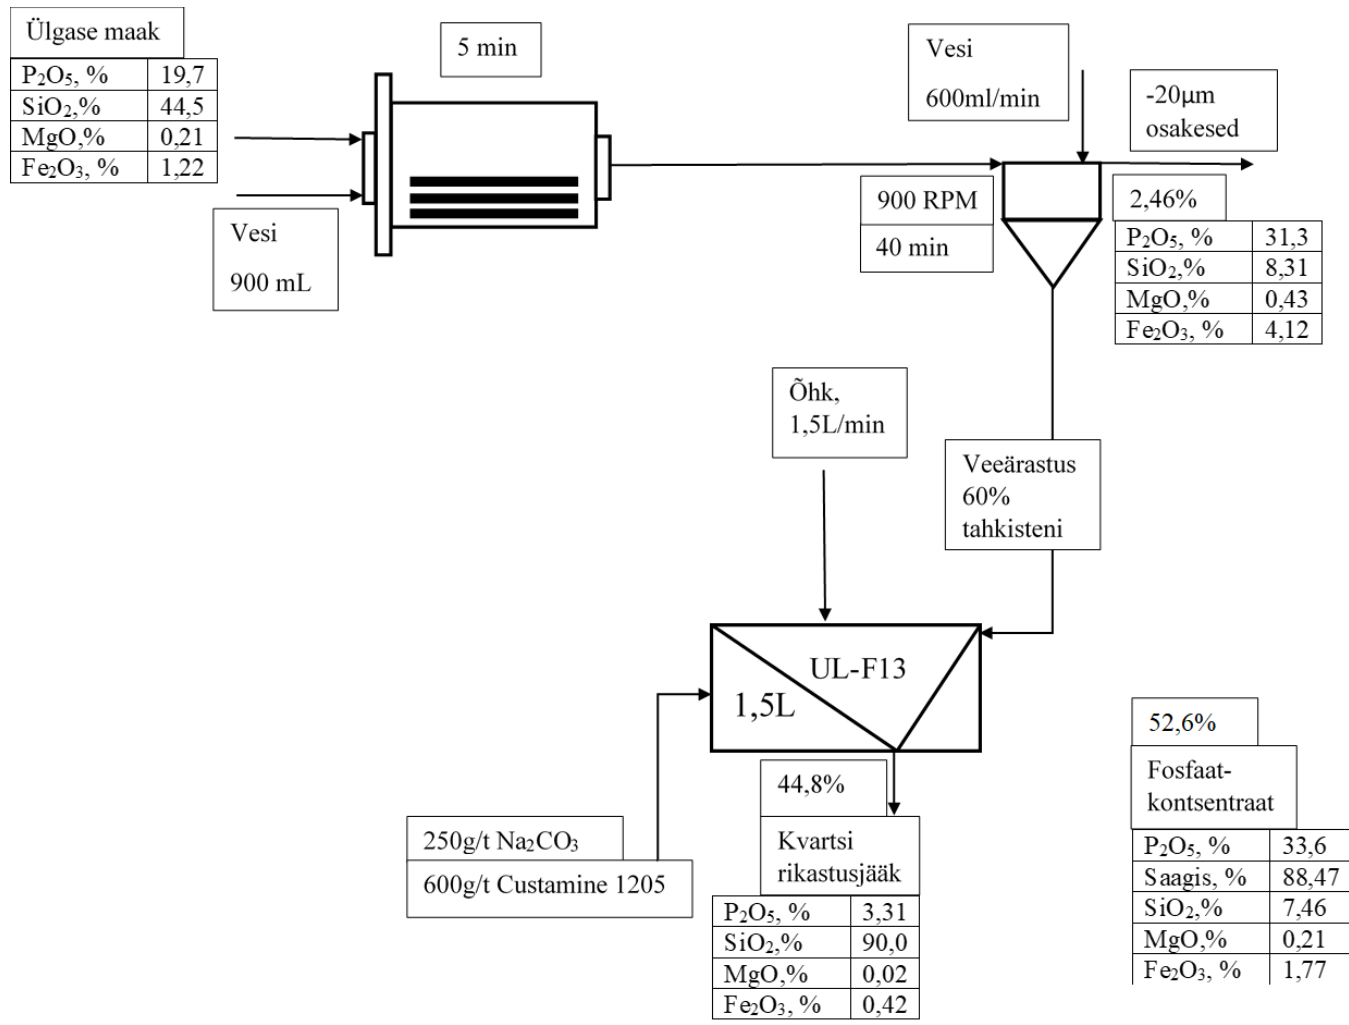 Ülgase maak
P₂O₅, % 19,7
SiO₂,% 44,5
MgO,% 0,21
Fe₂O₃, % 1,22
Vesi
900 mL
5 min
Vesi
600ml/min
-20µm
osakesed
900 RPM
40 min
2,46%
P₂O₅, % 31,3
SiO₂,% 8,31
MgO,% 0,43
Fe₂O₃, % 4,12
Õhk,
1,5L/min
Veeärastus
60%
tahkisteni
UL-F13
1,5L
250g/t Na₂CO₃
600g/t Custamine 1205
44,8%
Kvartsi
rikastusjääk
P₂O₅, % 3,31
SiO₂,% 90,0
MgO,% 0,02
Fe₂O₃, % 0,42
52,6%
Fosfaat-
kontsentraat
P₂O₅, % 33,6
Saagis, % 88,47
SiO₂,% 7,46
MgO,% 0,21
Fe₂O₃, % 1,77